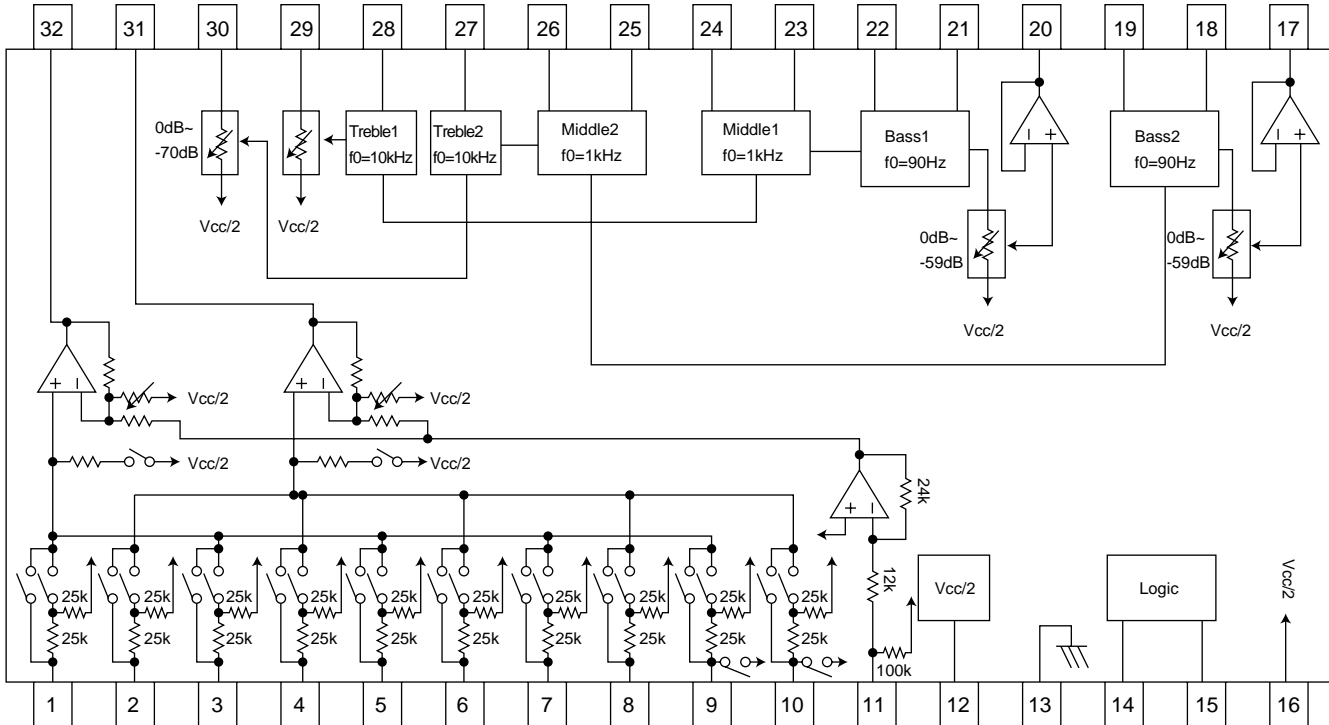 32 31 30 29 28 27 26 25 24 23 22 21 20 19 18 17
0dB~
-70dB
Vcc/2
Vcc/2
Treble1
f0=10kHz
Treble2
f0=10kHz
Middle2
f0=1kHz
Middle1
f0=1kHz
Bass1
f0=90Hz
Bass2
f0=90Hz
0dB~
-59dB
Vcc/2
0dB~
-59dB
Vcc/2
Vcc/2
Vcc/2
Vcc/2
Vcc/2
24k
12k
100k
25k 25k 25k 25k 25k 25k 25k 25k 25k 25k
25k 25k 25k 25k 25k 25k 25k 25k 25k 25k
Vcc/2
Logic
Vcc/2
1 2 3 4 5 6 7 8 9 10 11 12 13 14 15 16